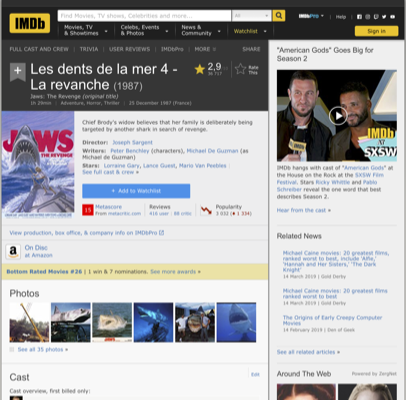 IMDb
Find Movies, TV shows, Celebrities and more...
All
IMDbPro
Help
Movies, TV
& Showtimes
Celebs, Events
& Photos
News &
Community
Watchlist
Sign in
FULL CAST AND CREW | TRIVIA | USER REVIEWS | IMDbPro | MORE
SHARE
Les dents de la mer 4 -
La revanche (1987)
Jaws: The Revenge (original title)
1h 29min | Adventure, Horror, Thriller | 23 December 1987 (France)
2,9
Rate
This
JAWS
THE REVENGE
Chief Brody's widow believes that her family is deliberately
being targeted by another shark in search of revenge.
Director: Joseph Sargent
Writers: Peter Benchley (characters), Michael De Guzman (as
Michael de Guzman)
Stars: Lorraine Gary, Lance Guest, Mario Van Peebles
See full cast & crew »
+ Add to Watchlist
15
Metascore
From metacritic.com
Reviews
416 user | 88 critic
Popularity
3 032
View production, box office, & company info on IMDbPro
On Disc
at Amazon
Bottom Rated Movies #26 | 1 win & 7 nominations. See more awards »
Photos
See all 35 photos »
Cast
Edit
Cast overview, first billed only:
"American Gods" Goes Big for
Season 2
IMDb
at
SXSW
IMDb hangs with cast of "American Gods" at
the House on the Rock at the SXSW
Film Festival. Stars Ricky Whittle and Pablo
Schreiber reveal the one word that best
describes Season 2.
Hear from the cast »
Related News
Michael Caine movies: 20 greatest films,
ranked worst to best, include 'Alfie,'
'Hannah and Her Sisters,' 'The Dark
Knight'
14 March 2019 | Gold Derby
Michael Caine movies: 20 greatest films
ranked worst to best
14 March 2019 | Gold Derby
The Origins of Early Creepy Computer
Movies
14 February 2019 | Den of Geek
See all related articles »
Around The Web
Powered by ZergNet